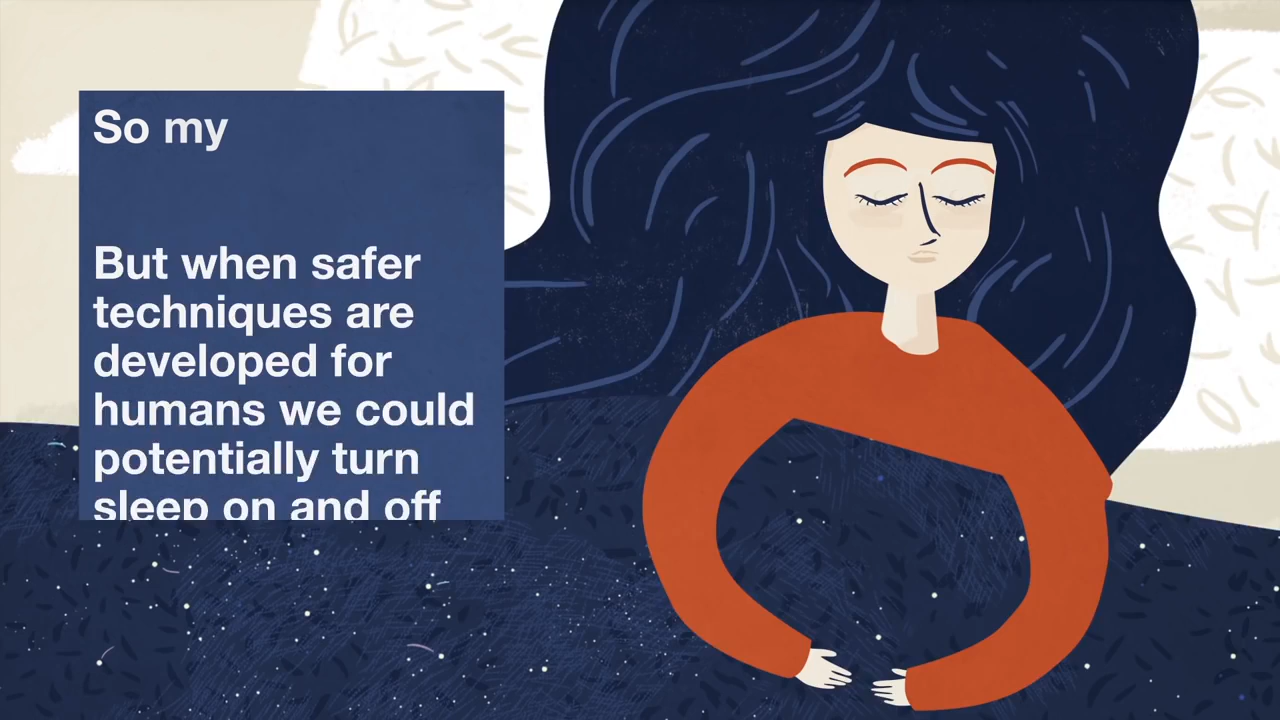 So my
But when safer
techniques are
developed for
humans we could
potentially turn
sleep on and off